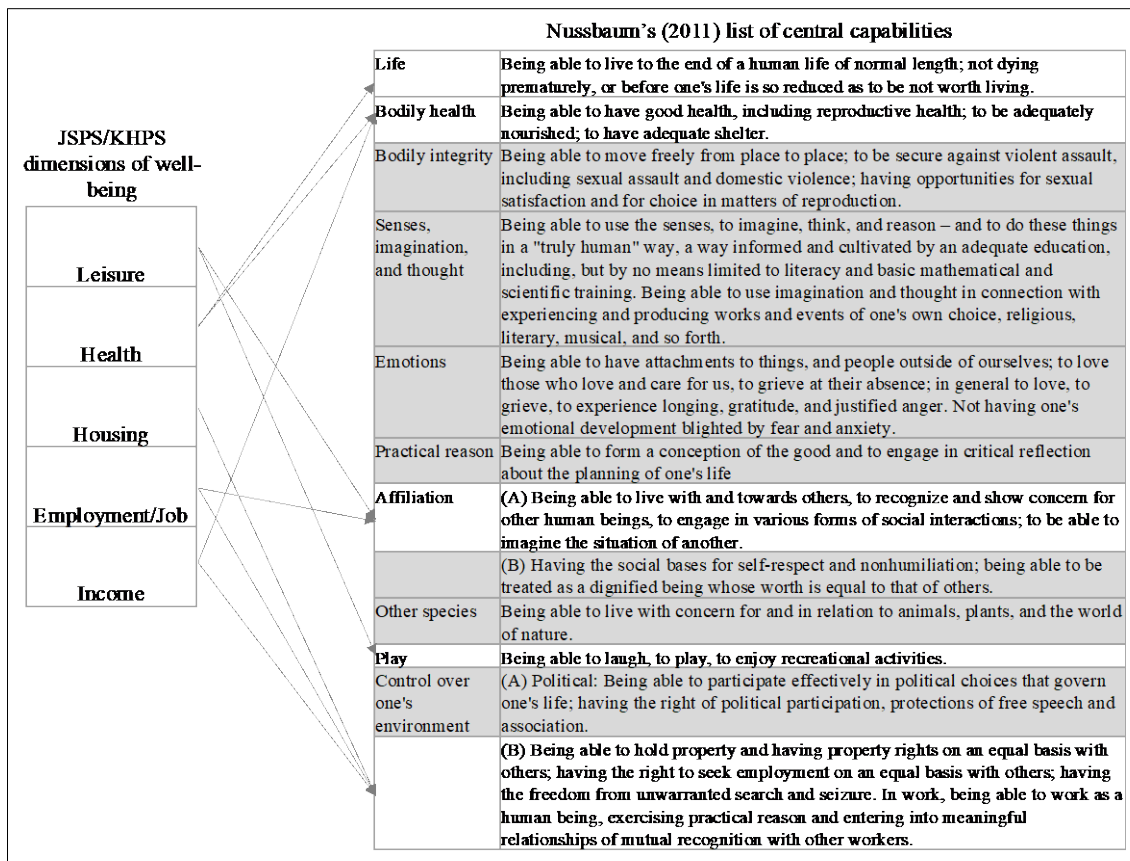 Nussbaum's (2011) list of central capabilities
JSPS/KHPS
dimensions of well-
being
Leisure
Health
Housing
Employment/Job
Income
Life
Being able to live to the end of a human life of normal length; not dying
prematurely, or before one's life is so reduced as to be not worth living.
Bodily health
Being able to have good health, including reproductive health; to be adequately
nourished; to have adequate shelter.
Bodily integrity
Being able to move freely from place to place; to be secure against violent assault,
including sexual assault and domestic violence; having opportunities for sexual
satisfaction and for choice in matters of reproduction.
Senses,
imagination,
and thought
Being able to use the senses, to imagine, think, and reason – and to do these things
in a "truly human" way, a way informed and cultivated by an adequate education,
including, but by no means limited to literacy and basic mathematical and
scientific training. Being able to use imagination and thought in connection with
experiencing and producing works and events of one's own choice, religious,
literary, musical, and so forth.
Emotions
Being able to have attachments to things, and people outside of ourselves; to love
those who love and care for us, to grieve at their absence; in general to love, to
grieve, to experience longing, gratitude, and justified anger. Not having one's
emotional development blighted by fear and anxiety.
Practical reason
Being able to form a conception of the good and to engage in critical reflection
about the planning of one's life
Affiliation
(A) Being able to live with and towards others, to recognize and show concern for
other human beings, to engage in various forms of social interactions; to be able to
imagine the situation of another.
(B) Having the social bases for self-respect and nonhumiliation; being able to be
treated as a dignified being whose worth is equal to that of others.
Other species
Being able to live with concern for and in relation to animals, plants, and the world
of nature.
Play
Being able to laugh, to play, to enjoy recreational activities.
Control over
one's
environment
(A) Political: Being able to participate effectively in political choices that govern
one's life; having the right of political participation, protections of free speech and
association.
(B) Being able to hold property and having property rights on an equal basis with
others; having the right to seek employment on an equal basis with others; having
the freedom from unwarranted search and seizure. In work, being able to work as a
human being, exercising practical reason and entering into meaningful
relationships of mutual recognition with other workers.